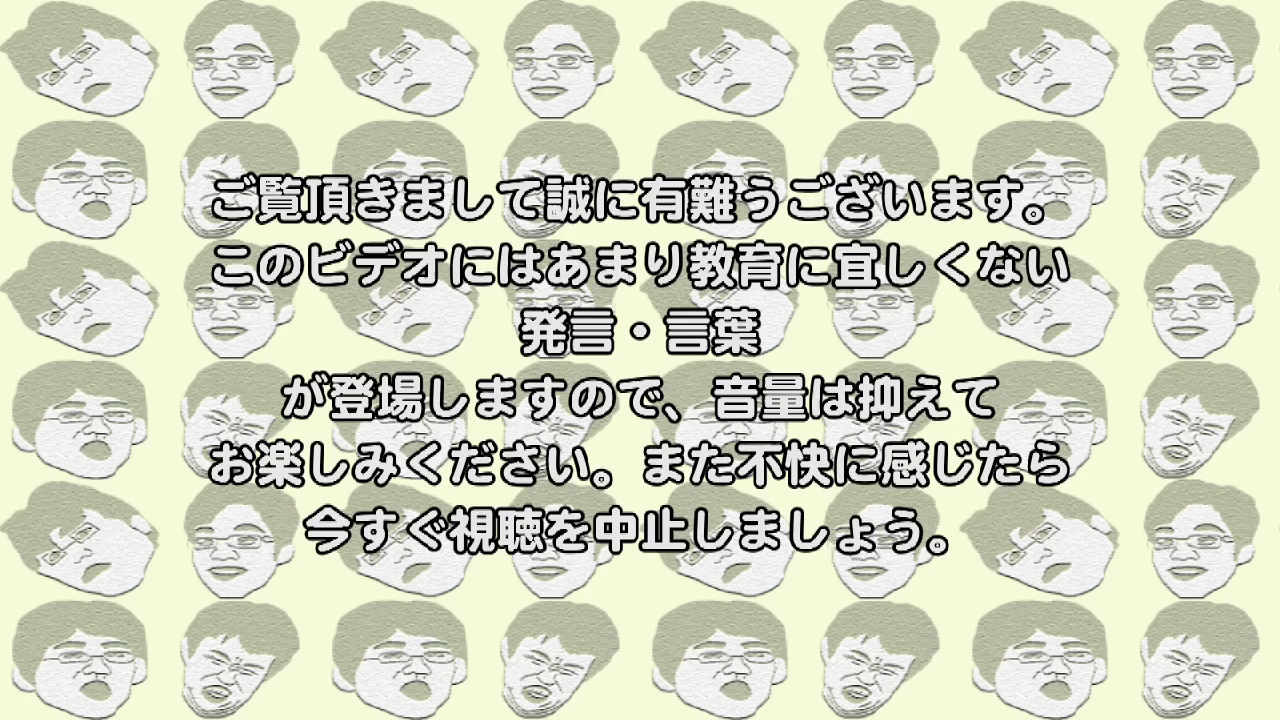 ご覧頂きまして誠に有難うございます。
このビデオにはあまり教育に宜しくない
発言・言葉
が登場しますので、音量は抑えて
お楽しみください。また不快に感じたら
今すぐ視聴を中止しましょう。